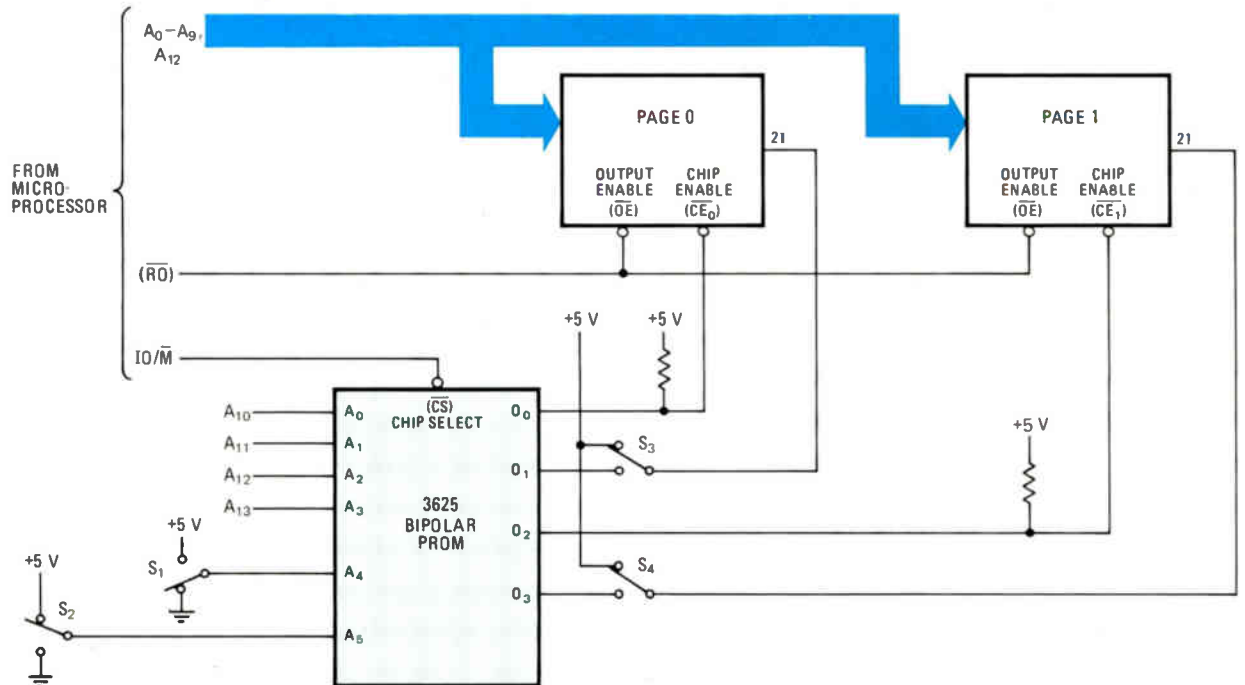 A0–A9,
A12
FROM
MICRO-
PROCESSOR
PAGE 0
21
OUTPUT
ENABLE
(OE)
CHIP
ENABLE
(CE0)
PAGE 1
21
OUTPUT
ENABLE
(OE)
CHIP
ENABLE
(CE1)
(RO)
IO/M
+5 V
+5 V
(CS)
CHIP SELECT
A10
A0
O0
A11
A1
S3
+5 V
O1
A12
A2
A13
A3
3625
BIPOLAR
PROM
O2
+5 V
S1
A4
S4
+5 V
S2
O3
A5